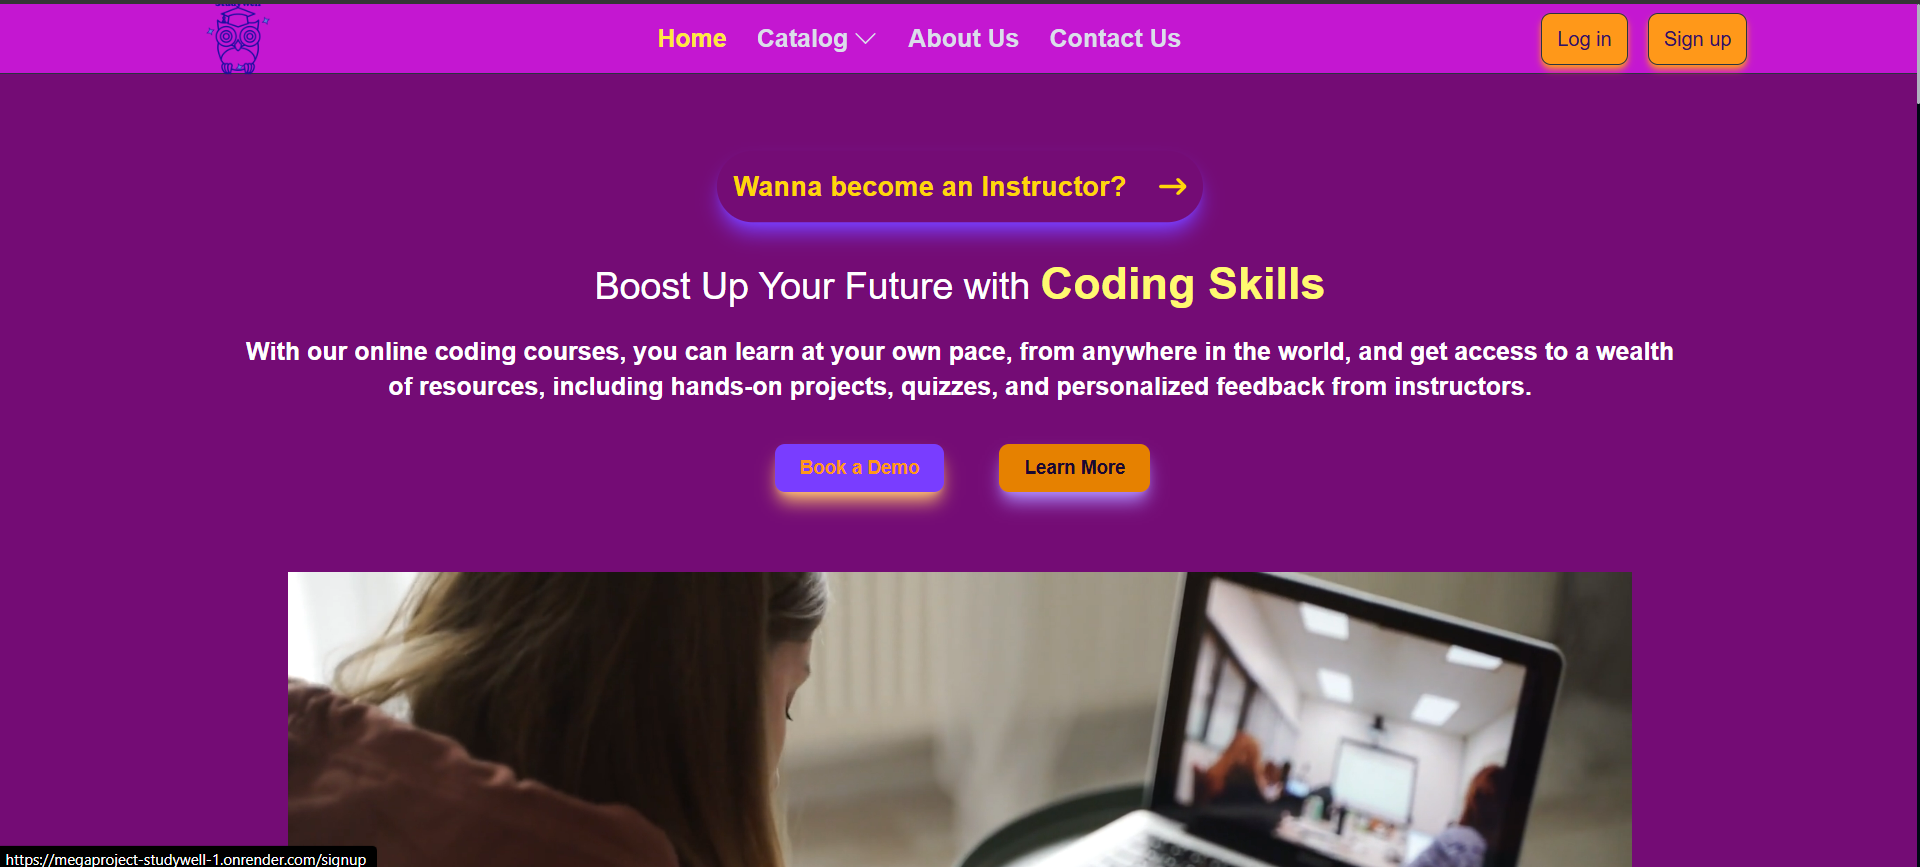 Home Catalog About Us Contact Us Log in Sign up
Wanna become an Instructor?
Boost Up Your Future with Coding Skills
With our online coding courses, you can learn at your own pace, from anywhere in the world, and get access to a wealth
of resources, including hands-on projects, quizzes, and personalized feedback from instructors.
Book a Demo Learn More
https://megaproject-studywell-1.onrender.com/signup